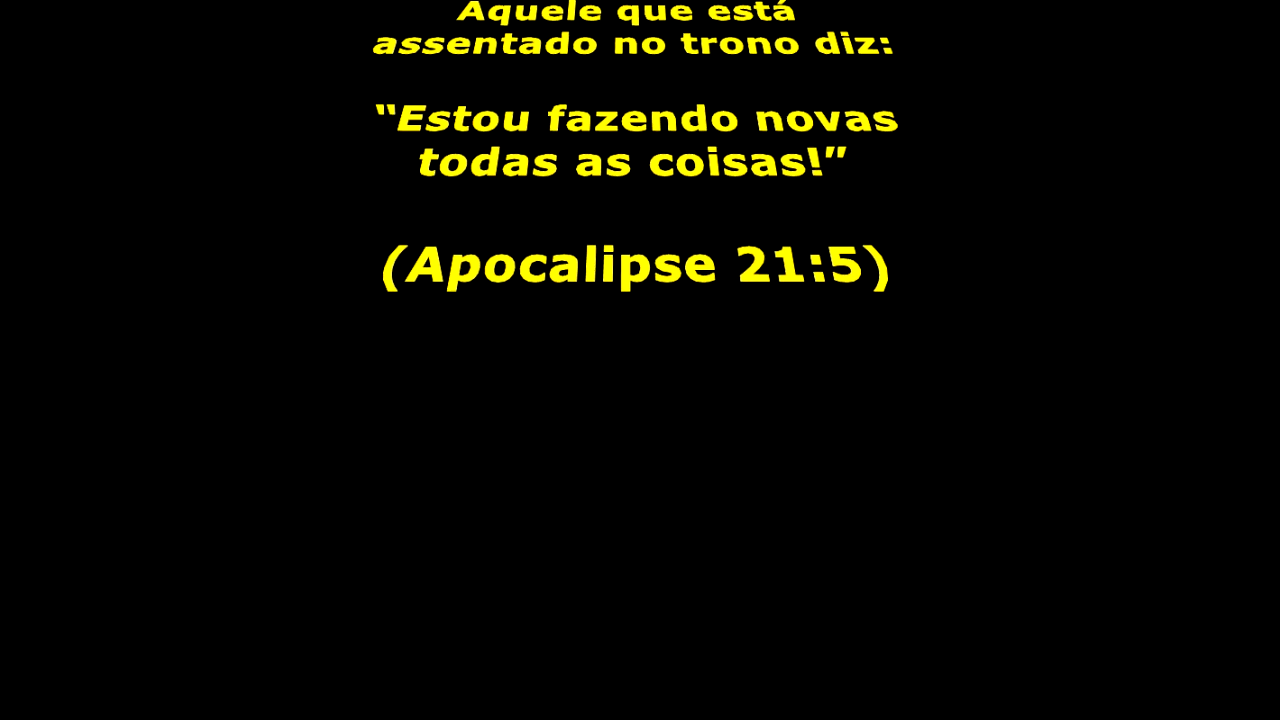 Aquele que está
assentado no trono diz:
“Estou fazendo novas
todas as coisas!”
(Apocalipse 21:5)